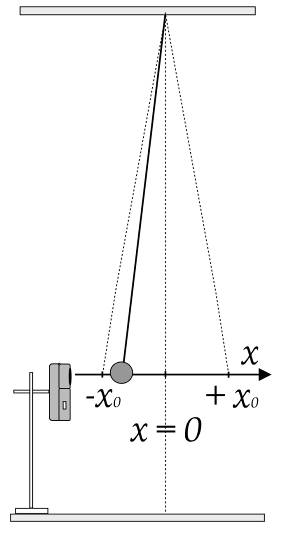 x
-x₀ + x₀
x = 0